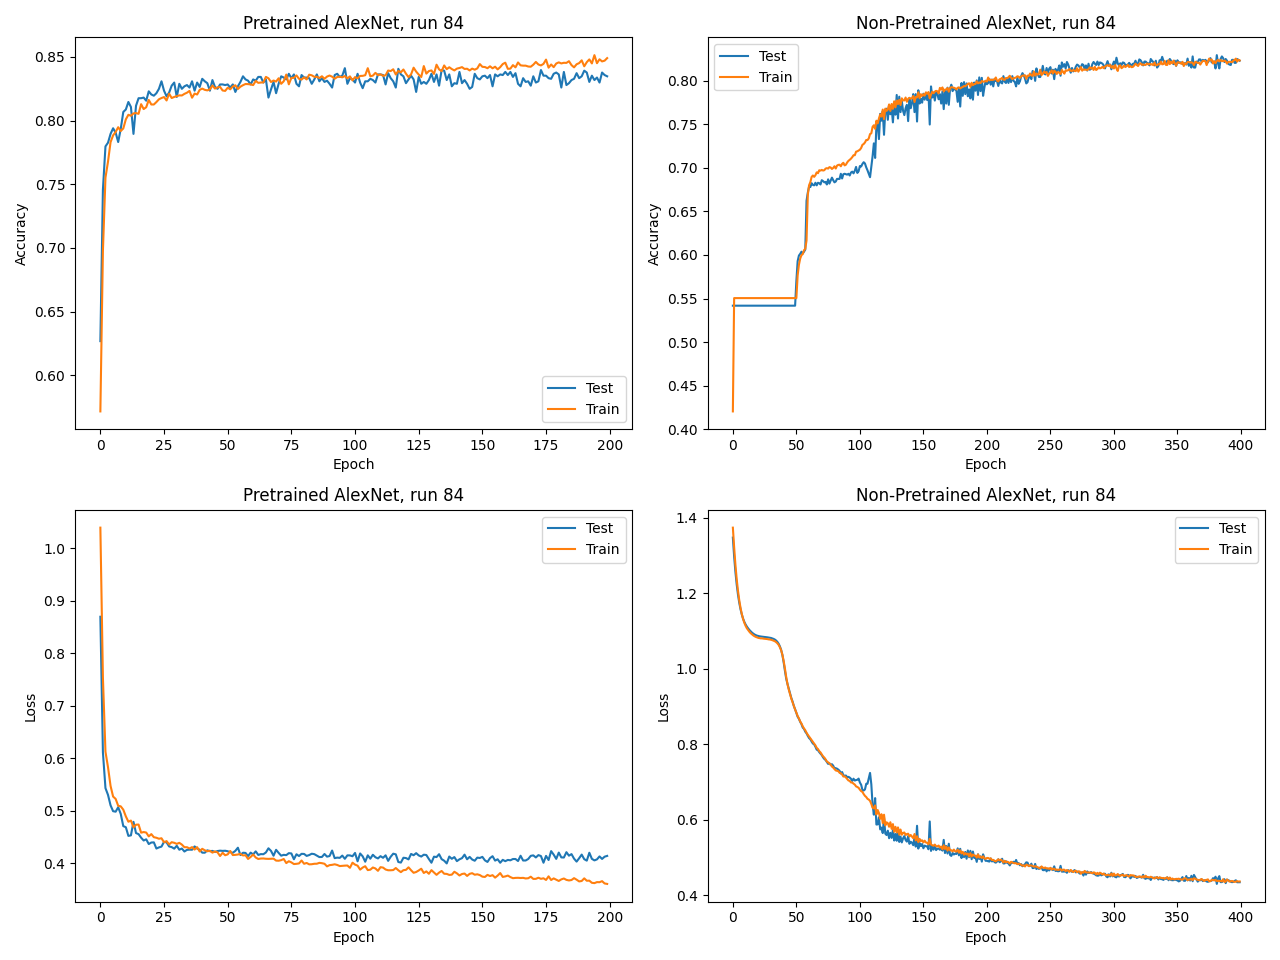 Pretrained AlexNet, run 84
0.85
0.80
0.75
0.70
0.65
0.60
Accuracy
Test
Train
0 25 50 75 100 125 150 175 200
Epoch
Non-Pretrained AlexNet, run 84
Test
Train
0.80
0.75
0.70
0.65
0.60
0.55
0.50
0.45
0.40
Accuracy
0 50 100 150 200 250 300 350 400
Epoch
Pretrained AlexNet, run 84
Test
Train
1.0
0.9
0.8
0.7
0.6
0.5
0.4
Loss
0 25 50 75 100 125 150 175 200
Epoch
Non-Pretrained AlexNet, run 84
Test
Train
1.4
1.2
1.0
0.8
0.6
0.4
Loss
0 50 100 150 200 250 300 350 400
Epoch